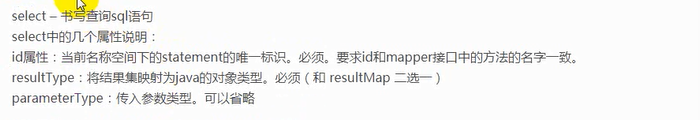 select – 书写查询sql语句
select中的几个属性说明：
id属性：当前名称空间下的statement的唯一标识。必须。要求id和mapper接口中的方法的名字一致。
resultType：将结果集映射为java的对象类型。必须（和 resultMap 二选一）
parameterType：传入参数类型。可以省略